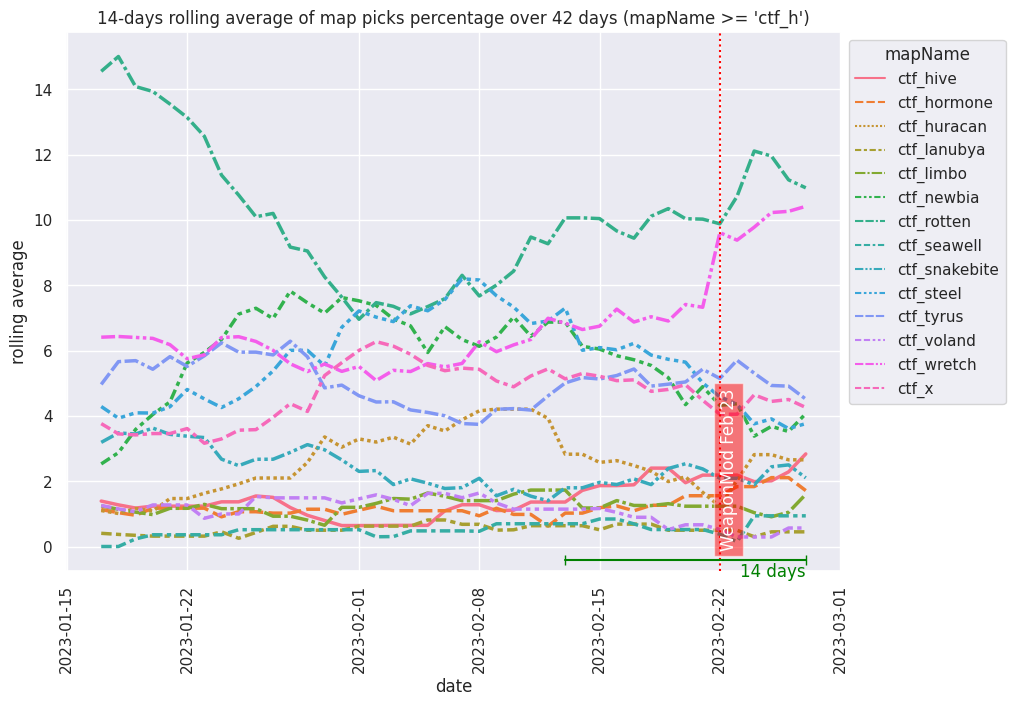 14-days rolling average of map picks percentage over 42 days (mapName >= 'ctf_h')
rolling average
14
12
10
8
6
4
2
0
mapName
ctf_hive
ctf_hormone
ctf_huracan
ctf_lanubya
ctf_limbo
ctf_newbia
ctf_rotten
ctf_seawell
ctf_snakebite
ctf_steel
ctf_tyrus
ctf_voland
ctf_wretch
ctf_x
Weapon Mod Feb'23
14 days
2023-01-15
2023-01-22
2023-02-01
2023-02-08
2023-02-15
2023-02-22
2023-03-01
date